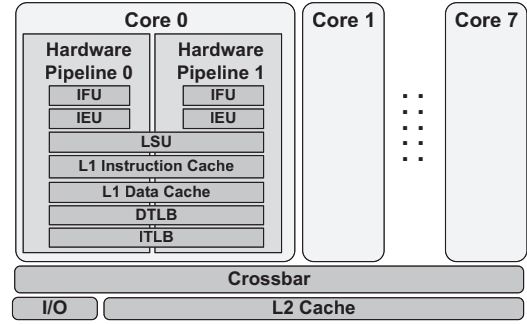 Core 0
Core 1
Core 7
Hardware Pipeline 0
Hardware Pipeline 1
IFU
IFU
IEU
IEU
LSU
L1 Instruction Cache
L1 Data Cache
DTLB
ITLB
Crossbar
I/O
L2 Cache